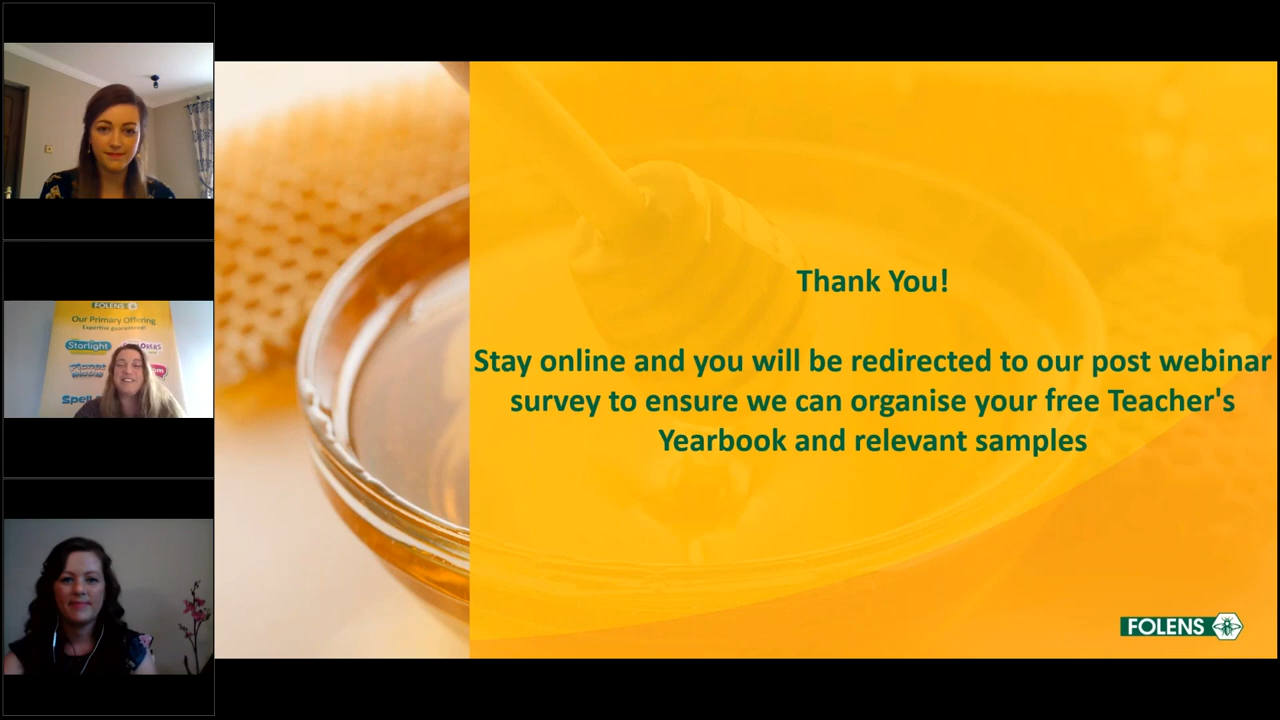 FOLENS
Our Primary Offering
Expertise guaranteed!
Starlight
Spell
Thank You!
Stay online and you will be redirected to our post webinar
survey to ensure we can organise your free Teacher's
Yearbook and relevant samples
FOLENS